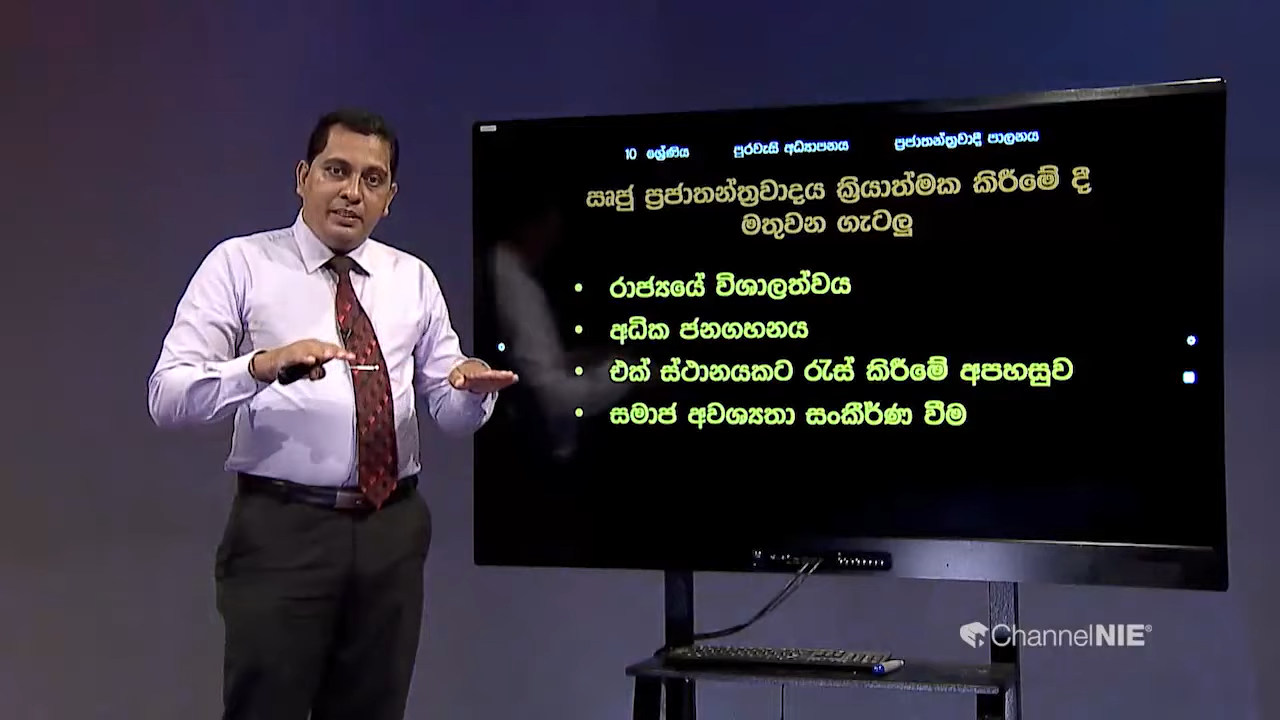 10 ශ්‍රේණිය පුරවැසි අධ්‍යාපනය ප්‍රජාතන්ත්‍රවාදී පාලනය
සෘජු ප්‍රජාතන්ත්‍රවාදය ක්‍රියාත්මක කිරීමේ දී
මතුවන ගැටලු
• රාජ්‍යයේ විශාලත්වය
• අධික ජනගහනය
• එක් ස්ථානයකට රැස් කිරීමේ අපහසුව
• සමාජ අවශ්‍යතා සංකීර්ණ වීම
ChannelNIE®